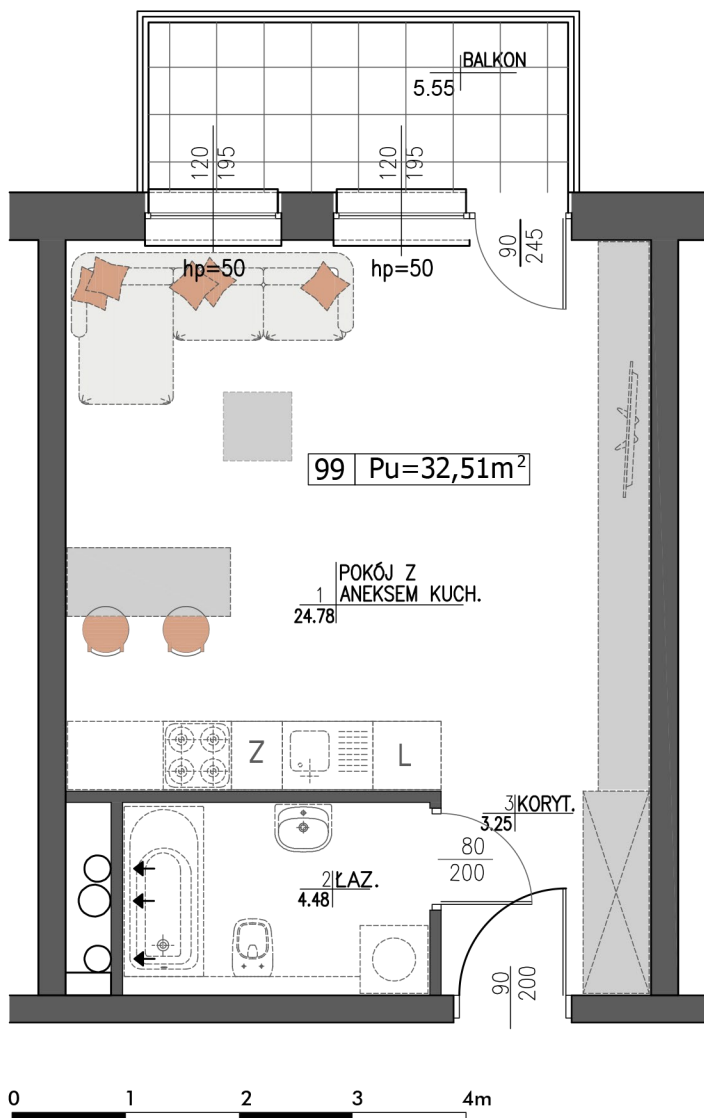 BALKON
5.55
120
195
120
195
90
245
hp=50
hp=50
99 Pu=32,51m²
1 POKÓJ Z
ANEKSEM KUCH.
24.78
Z
L
3 KORYT.
3.25
80
200
2 ŁAZ.
4.48
90
200
0 1 2 3 4m